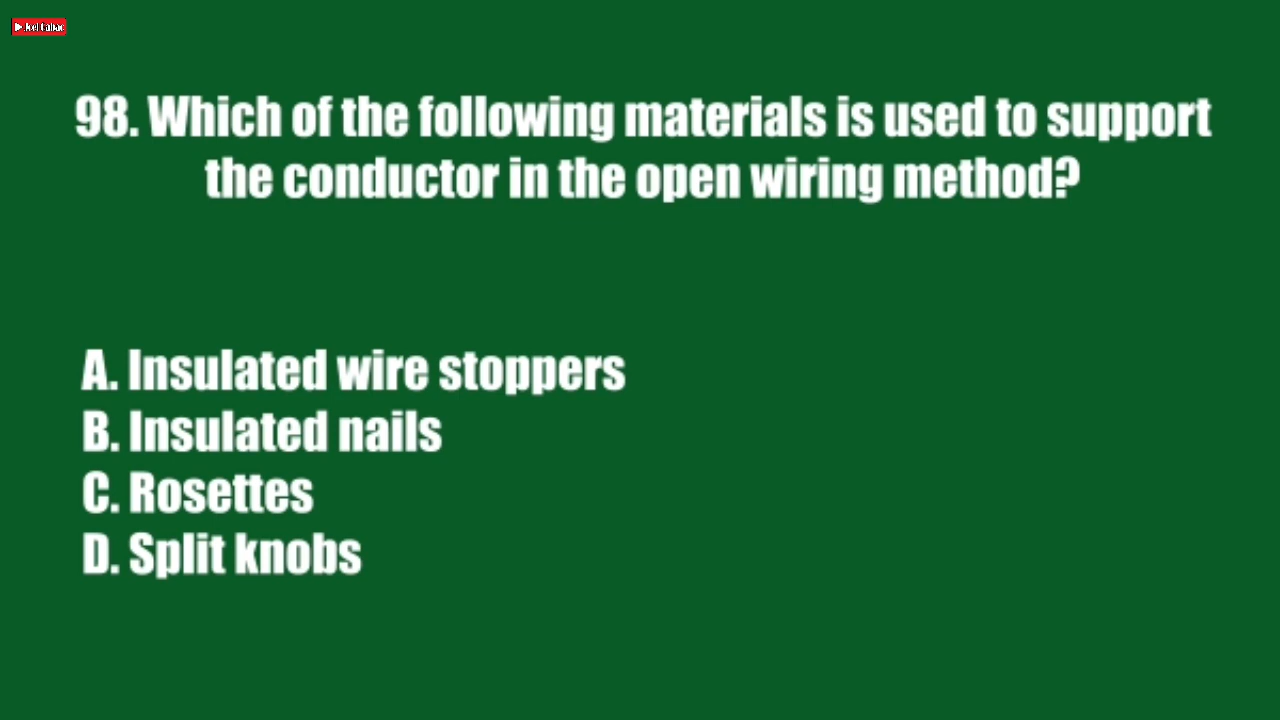 98. Which of the following materials is used to support
the conductor in the open wiring method?
A. Insulated wire stoppers
B. Insulated nails
C. Rosettes
D. Split knobs